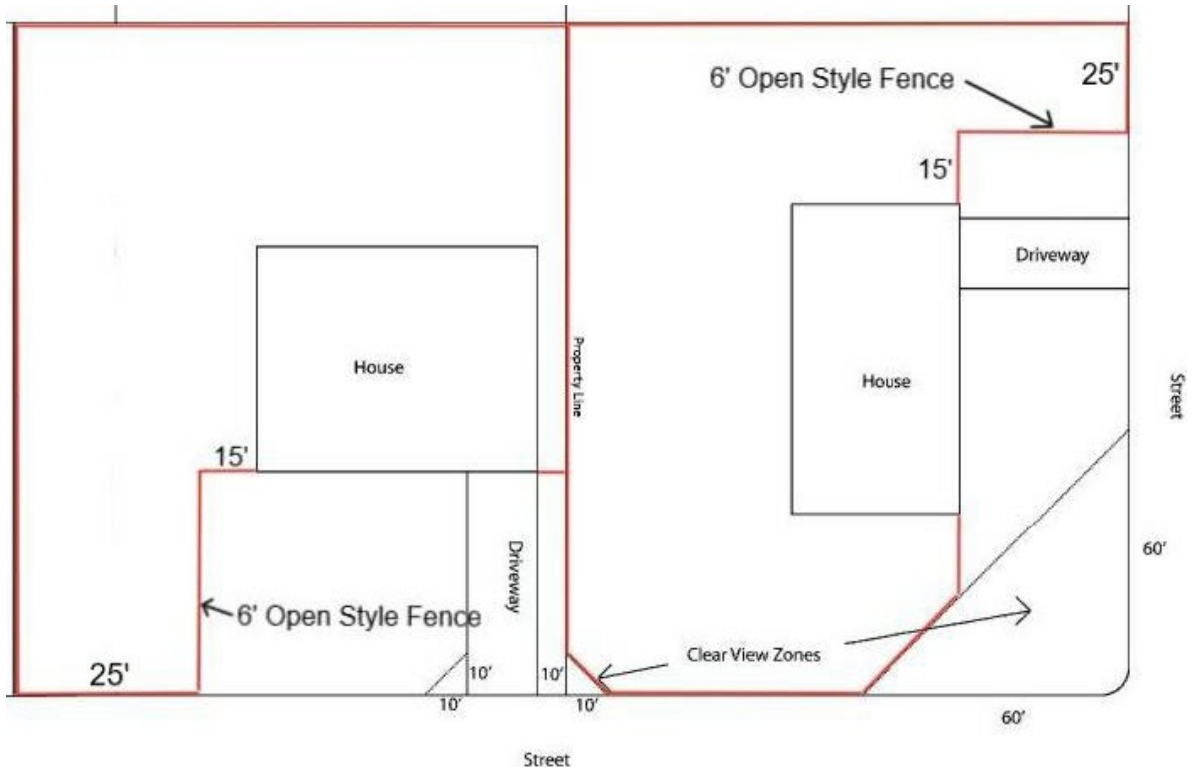 6' Open Style Fence
25'
15'
Driveway
House
Property Line
House
Street
15'
Driveway
60'
6' Open Style Fence
Clear View Zones
25'
10'
10'
10'
10'
60'
Street